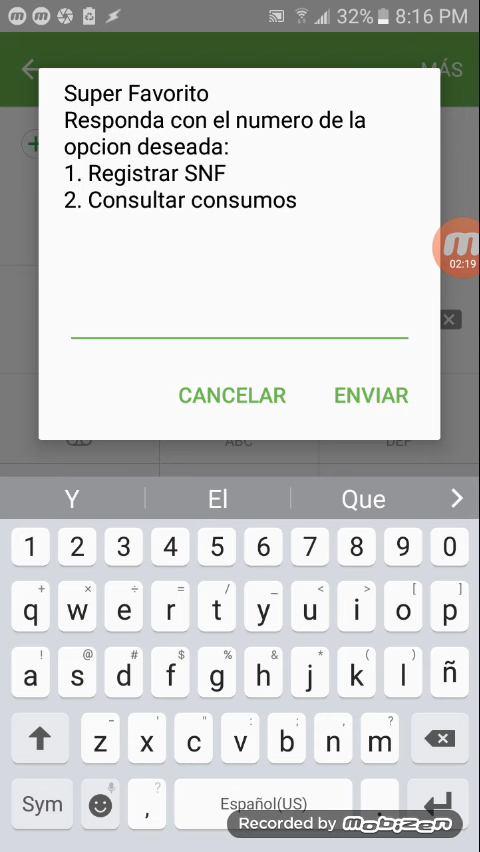 32% 8:16 PM
MÁS
Super Favorito
Responda con el numero de la
opcion deseada:
1. Registrar SNF
2. Consultar consumos
02:19
CANCELAR ENVIAR
ABC DEF
Y El Que
1 2 3 4 5 6 7 8 9 0
+ × ÷ = / _ < > [ ]
q w e r t y u i o p
! @ # $ % & * ( )
a s d f g h j k l ñ
- ' " : ; , ?
z x c v b n m
Sym , ? Español(US) .
Recorded by mobizen